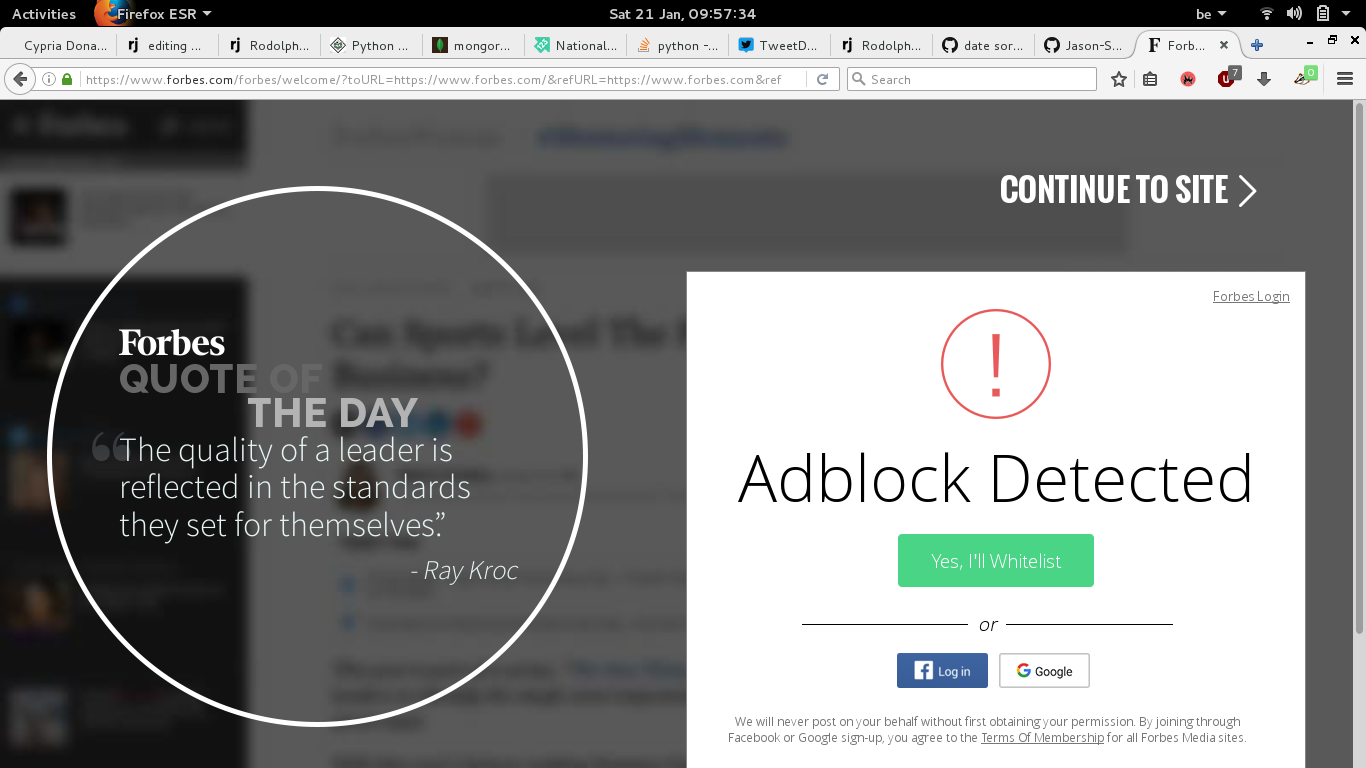 Activities Firefox ESR Sat 21 Jan, 09:57:34 be
Cypria Dona... editing ... Rodolph... Python ... mongor... National... python -... TweetD... Rodolph... date sor... Jason-S... Forb...
https://www.forbes.com/forbes/welcome/?toURL=https://www.forbes.com/&refURL=https://www.forbes.com&ref Search 7 0
CONTINUE TO SITE
Forbes Login
Forbes
QUOTE OF
THE DAY
“The quality of a leader is
reflected in the standards
they set for themselves.”
- Ray Kroc
Can Sports Level The
Business?
Adblock Detected
Yes, I'll Whitelist
or
Log in Google
We will never post on your behalf without first obtaining your permission. By joining through
Facebook or Google sign-up, you agree to the Terms Of Membership for all Forbes Media sites.